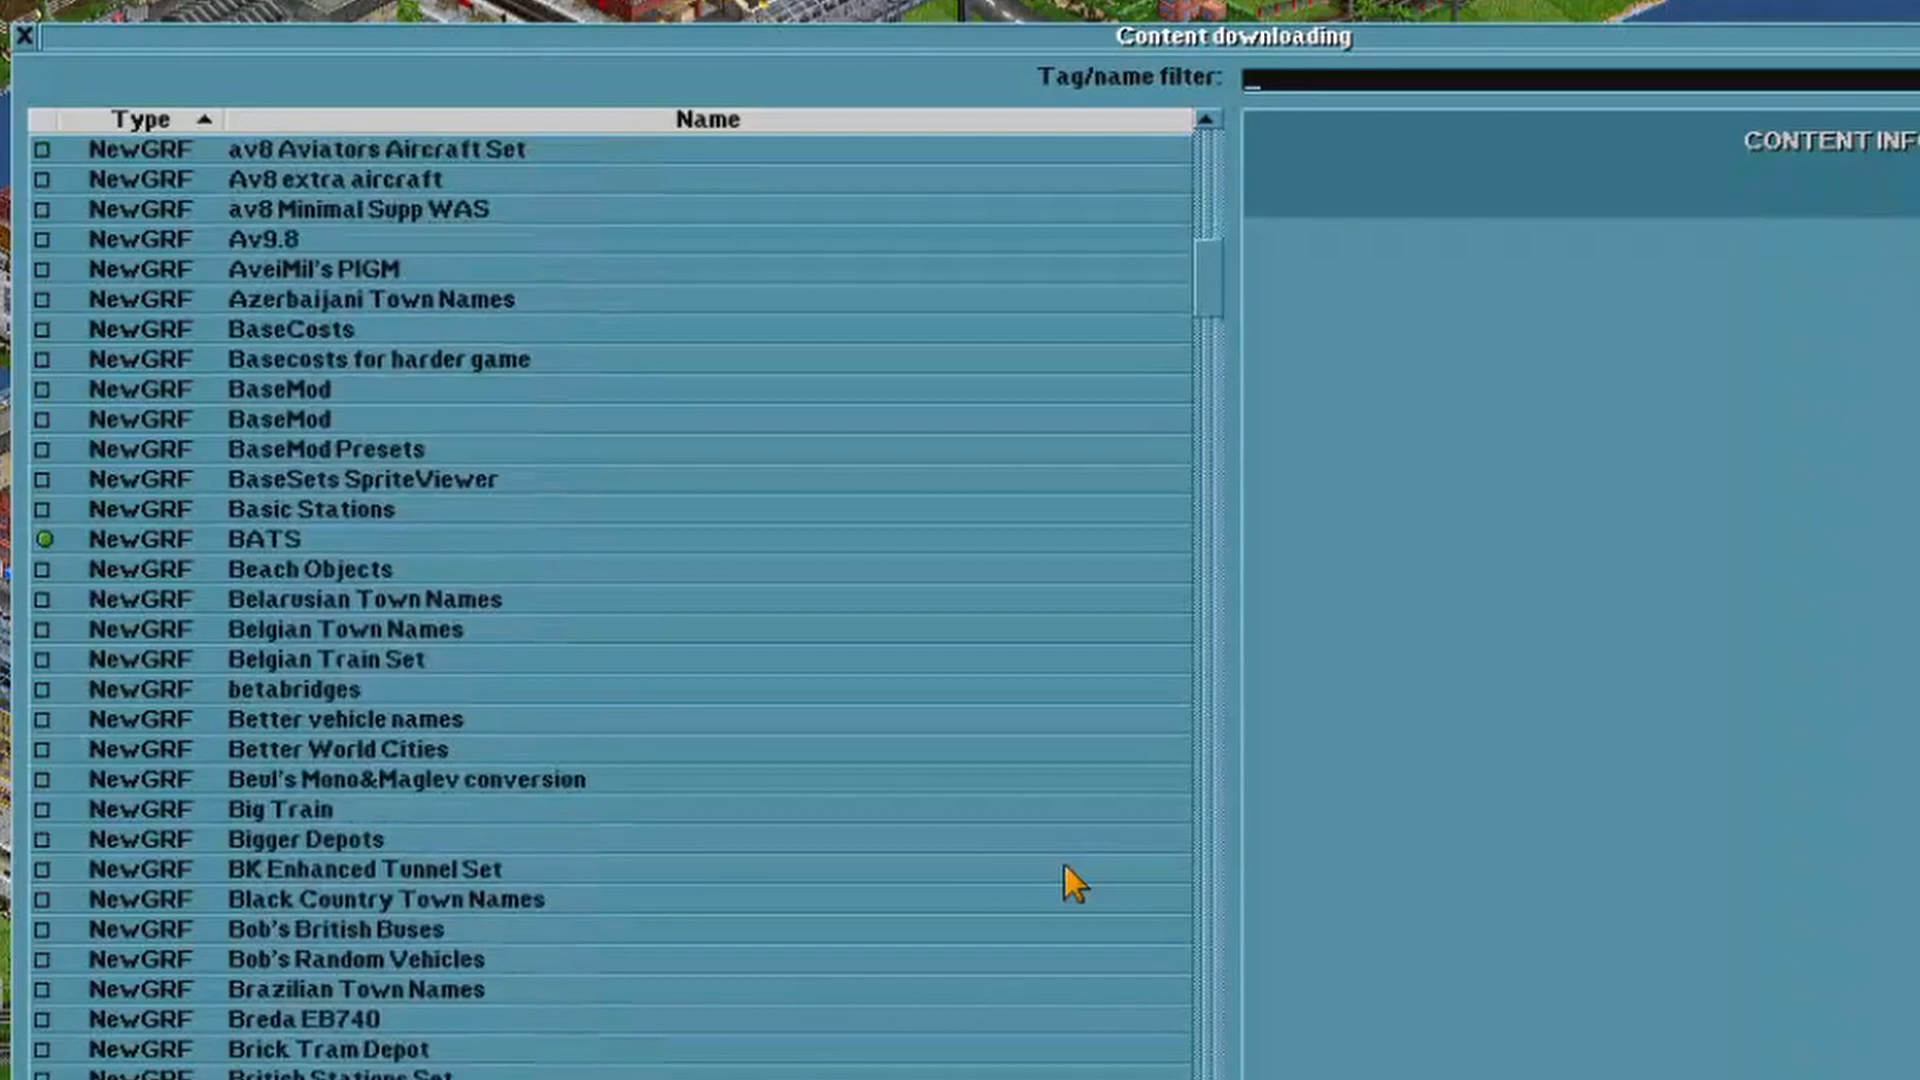 X
Content downloading
Tag/name filter:
Type Name
CONTENT INF
NewGRF av8 Aviators Aircraft Set
NewGRF Av8 extra aircraft
NewGRF av8 Minimal Supp WAS
NewGRF Av9.8
NewGRF AveiMil's PIGM
NewGRF Azerbaijani Town Names
NewGRF BaseCosts
NewGRF Basecosts for harder game
NewGRF BaseMod
NewGRF BaseMod
NewGRF BaseMod Presets
NewGRF BaseSets SpriteViewer
NewGRF Basic Stations
NewGRF BATS
NewGRF Beach Objects
NewGRF Belarusian Town Names
NewGRF Belgian Town Names
NewGRF Belgian Train Set
NewGRF betabridges
NewGRF Better vehicle names
NewGRF Better World Cities
NewGRF Beul's Mono&Maglev conversion
NewGRF Big Train
NewGRF Bigger Depots
NewGRF BK Enhanced Tunnel Set
NewGRF Black Country Town Names
NewGRF Bob's British Buses
NewGRF Bob's Random Vehicles
NewGRF Brazilian Town Names
NewGRF Breda EB740
NewGRF Brick Tram Depot
NewGRF British Stations Set